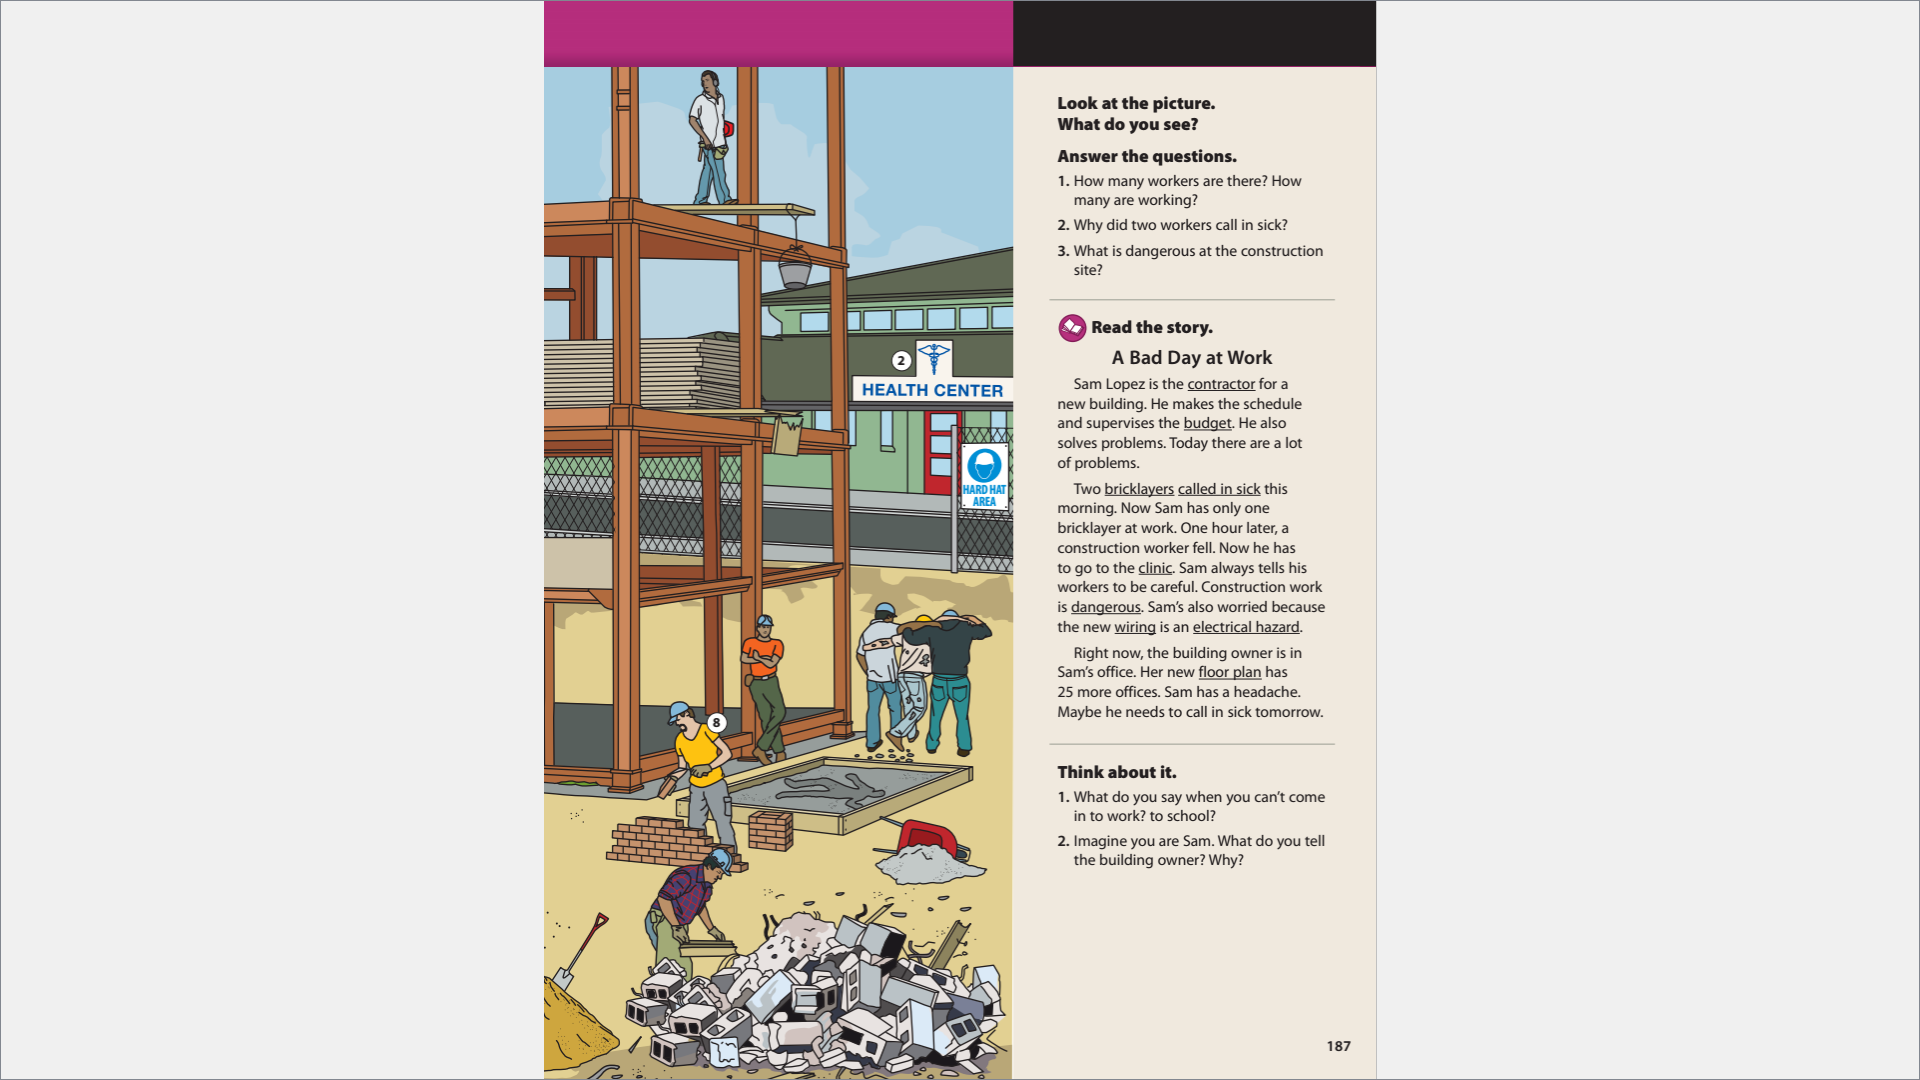 2
HEALTH CENTER
HARD HAT
AREA
8
Look at the picture.
What do you see?
Answer the questions.
1. How many workers are there? How
many are working?
2. Why did two workers call in sick?
3. What is dangerous at the construction
site?
Read the story.
A Bad Day at Work
Sam Lopez is the contractor for a
new building. He makes the schedule
and supervises the budget. He also
solves problems. Today there are a lot
of problems.
Two bricklayers called in sick this
morning. Now Sam has only one
bricklayer at work. One hour later, a
construction worker fell. Now he has
to go to the clinic. Sam always tells his
workers to be careful. Construction work
is dangerous. Sam's also worried because
the new wiring is an electrical hazard.
Right now, the building owner is in
Sam's office. Her new floor plan has
25 more offices. Sam has a headache.
Maybe he needs to call in sick tomorrow.
Think about it.
1. What do you say when you can't come
in to work? to school?
2. Imagine you are Sam. What do you tell
the building owner? Why?
187